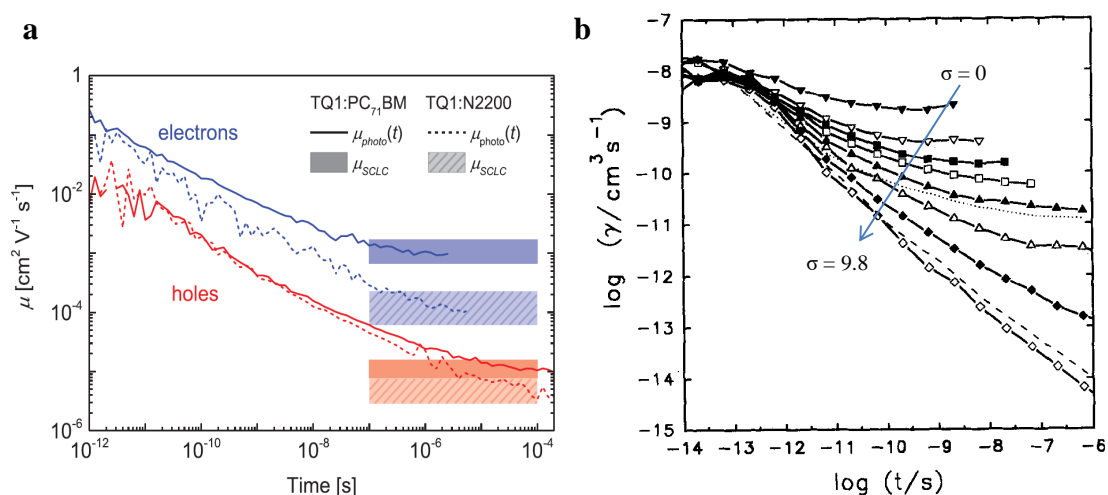 a
1
10⁻²
10⁻⁴
10⁻⁶
μ [cm² V⁻¹ s⁻¹]
electrons
holes
TQ1:PC₇₁BM TQ1:N2200
μphoto(t) μphoto(t)
μSCLC μSCLC
10⁻¹² 10⁻¹⁰ 10⁻⁸ 10⁻⁶ 10⁻⁴
Time [s]
b
-7
-8
-9
-10
-11
-12
-13
-14
-15
log (γ/ cm³s⁻¹)
σ = 0
σ = 9.8
-14 -13 -12 -11 -10 -9 -8 -7 -6
log (t/s)